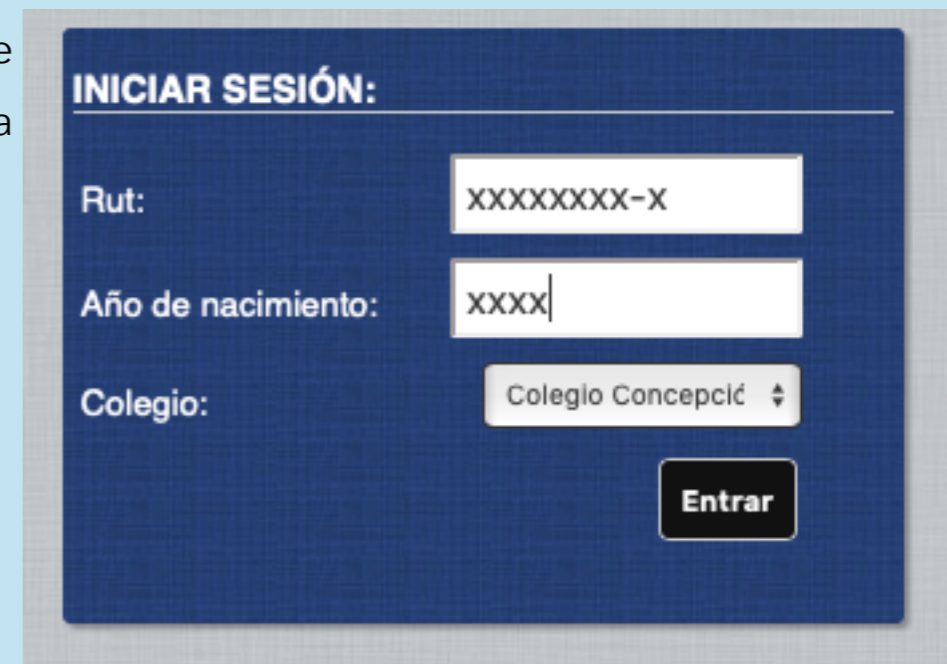 e
a
INICIAR SESIÓN:
Rut: xxxxxxxx-x
Año de nacimiento: xxxx
Colegio: Colegio Concepció
Entrar